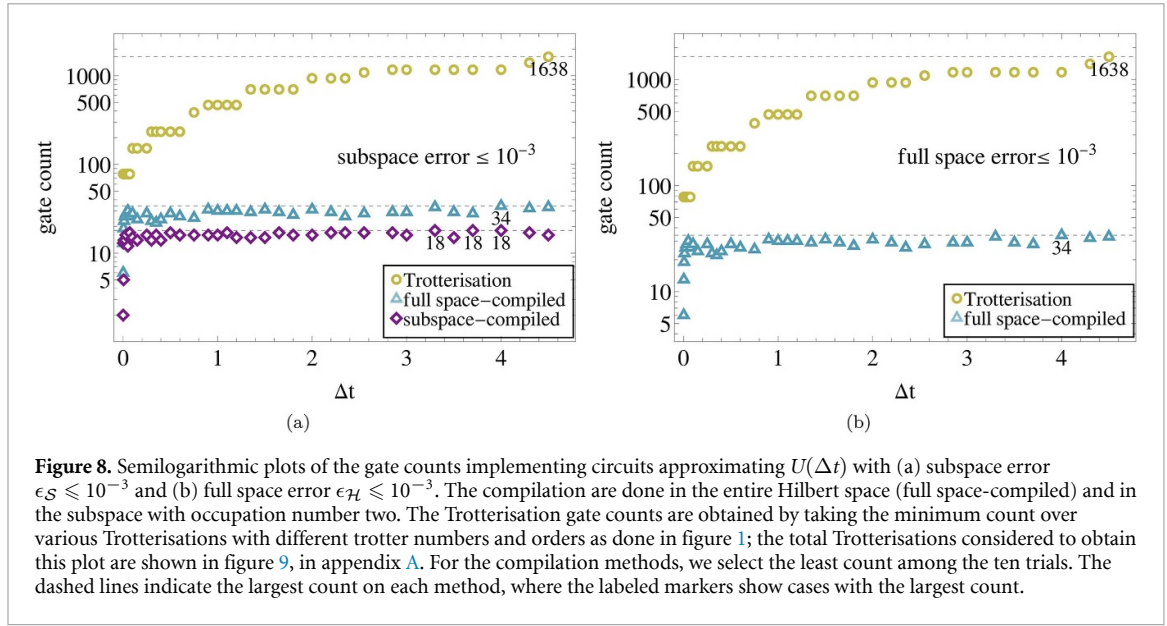 1000
500
100
50
10
5
gate count
1638
subspace error ≤ 10⁻³
34
18
18
18
Trotterisation
full space−compiled
subspace−compiled
0
1
2
3
4
Δt
(a)
1000
500
100
50
10
5
gate count
1638
full space error≤ 10⁻³
34
Trotterisation
full space−compiled
0
1
2
3
4
Δt
(b)
Figure 8. Semilogarithmic plots of the gate counts implementing circuits approximating U(Δt) with (a) subspace error
ϵ_𝒮 ⩽ 10⁻³ and (b) full space error ϵ_ℋ ⩽ 10⁻³. The compilation are done in the entire Hilbert space (full space-compiled) and in
the subspace with occupation number two. The Trotterisation gate counts are obtained by taking the minimum count over
various Trotterisations with different trotter numbers and orders as done in figure 1; the total Trotterisations considered to obtain
this plot are shown in figure 9, in appendix A. For the compilation methods, we select the least count among the ten trials. The
dashed lines indicate the largest count on each method, where the labeled markers show cases with the largest count.